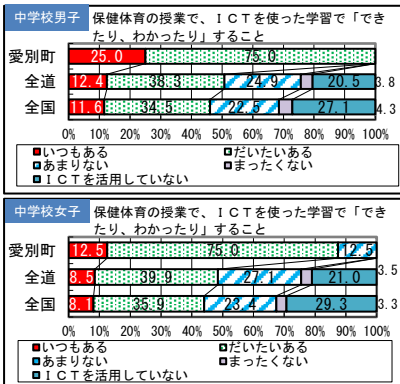 中学校男子
保健体育の授業で、ＩＣＴを使った学習で「でき
たり、わかったり」すること
愛別町 25.0 75.0
全道 12.4 38.3 24.9 20.5 3.8
全国 11.6 34.5 22.5 27.1 4.3
0% 10% 20% 30% 40% 50% 60% 70% 80% 90% 100%
いつもある だいたいある
あまりない まったくない
ＩＣＴを活用していない
中学校女子
保健体育の授業で、ＩＣＴを使った学習で「でき
たり、わかったり」すること
愛別町 12.5 75.0 12.5
全道 8.5 39.9 27.1 21.0 3.5
全国 8.1 35.9 23.4 29.3 3.3
0% 10% 20% 30% 40% 50% 60% 70% 80% 90% 100%
いつもある だいたいある
あまりない まったくない
ＩＣＴを活用していない